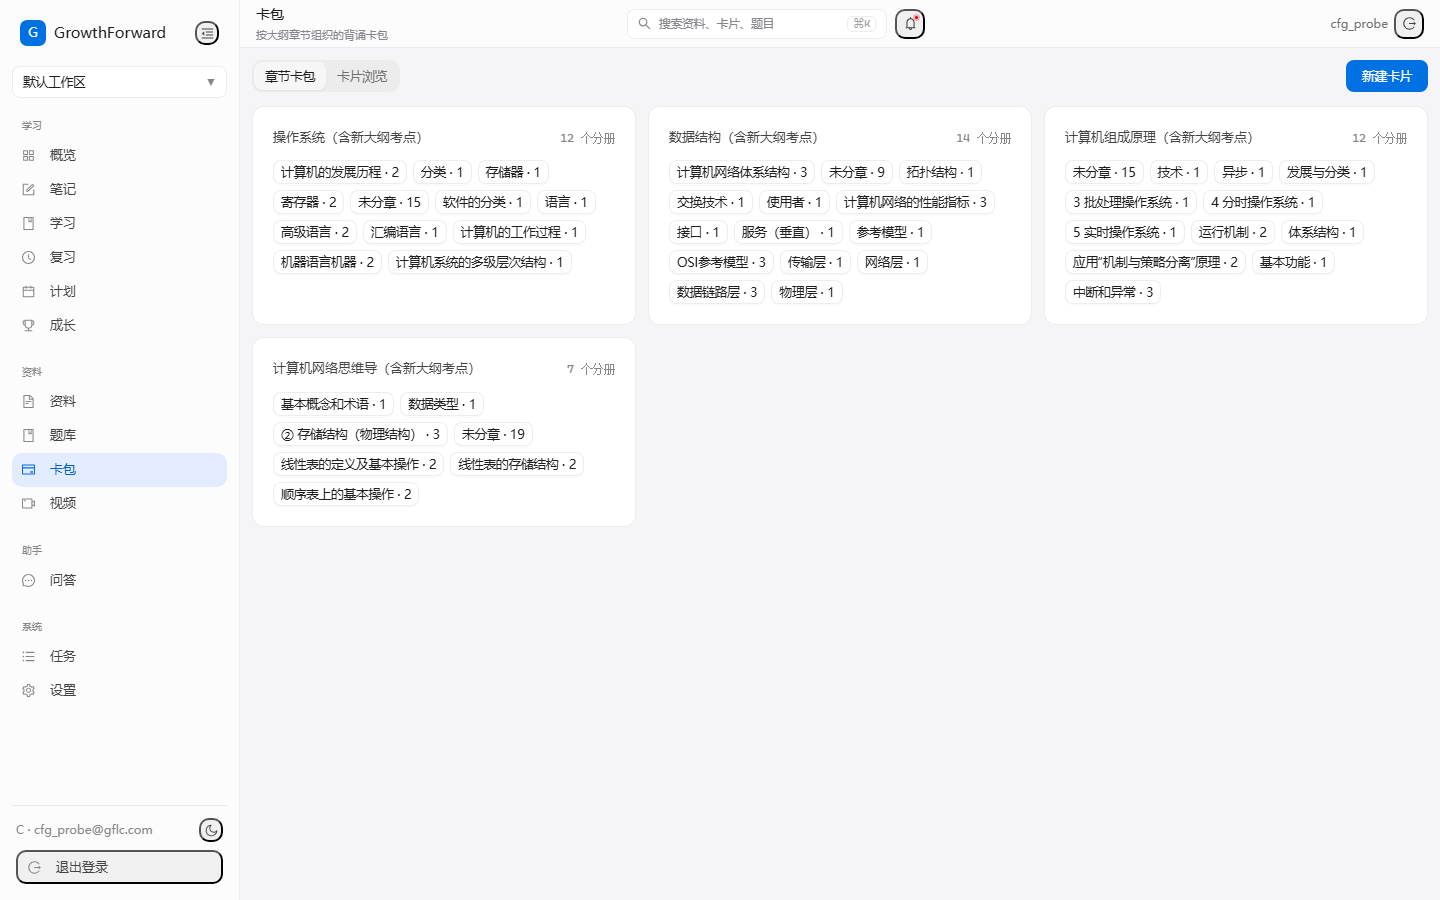 G GrowthForward
默认工作区 ▼
学习
概览
笔记
学习
复习
计划
成长
资料
资料
题库
卡包
视频
助手
问答
系统
任务
设置
C · cfg_probe@gflc.com
退出登录
卡包
按大纲章节组织的背诵卡包
搜索资料、卡片、题目 ⌘K
cfg_probe
章节卡包 卡片浏览
新建卡片
操作系统（含新大纲考点） 12 个分册
计算机的发展历程 · 2 分类 · 1 存储器 · 1
寄存器 · 2 未分章 · 15 软件的分类 · 1 语言 · 1
高级语言 · 2 汇编语言 · 1 计算机的工作过程 · 1
机器语言机器 · 2 计算机系统的多级层次结构 · 1
数据结构（含新大纲考点） 14 个分册
计算机网络体系结构 · 3 未分章 · 9 拓扑结构 · 1
交换技术 · 1 使用者 · 1 计算机网络的性能指标 · 3
接口 · 1 服务（垂直） · 1 参考模型 · 1
OSI参考模型 · 3 传输层 · 1 网络层 · 1
数据链路层 · 3 物理层 · 1
计算机组成原理（含新大纲考点） 12 个分册
未分章 · 15 技术 · 1 异步 · 1 发展与分类 · 1
3 批处理操作系统 · 1 4 分时操作系统 · 1
5 实时操作系统 · 1 运行机制 · 2 体系结构 · 1
应用“机制与策略分离”原理 · 2 基本功能 · 1
中断和异常 · 3
计算机网络思维导（含新大纲考点） 7 个分册
基本概念和术语 · 1 数据类型 · 1
② 存储结构（物理结构） · 3 未分章 · 19
线性表的定义及基本操作 · 2 线性表的存储结构 · 2
顺序表上的基本操作 · 2